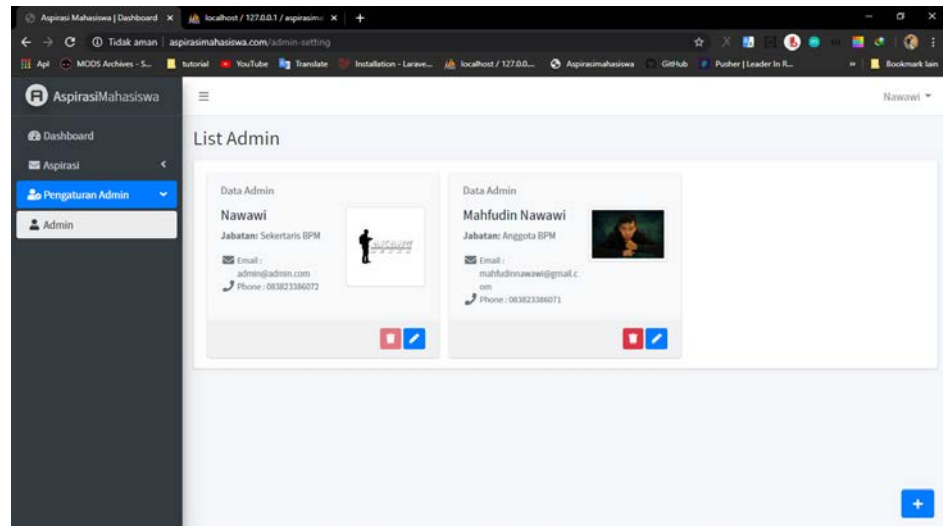 Aspirasi Mahasiswa | Dashboard
localhost / 127.0.0.1 / aspirasima
Tidak aman
aspirasimahasiswa.com/admin-setting
Apl
MODS Archives - S...
tutorial
YouTube
Translate
Installation - Larave...
localhost / 127.0.0....
Aspirasimahasiswa
GitHub
Pusher | Leader In R...
Bookmark lain
AspirasiMahasiswa
Nawawi
Dashboard
Aspirasi
Pengaturan Admin
Admin
List Admin
Data Admin
Nawawi
Jabatan: Sekertaris BPM
Email :
admin@admin.com
Phone : 083823386072
Data Admin
Mahfudin Nawawi
Jabatan: Anggota BPM
Email :
mahfudinnawawi@gmail.c
om
Phone : 083823386071